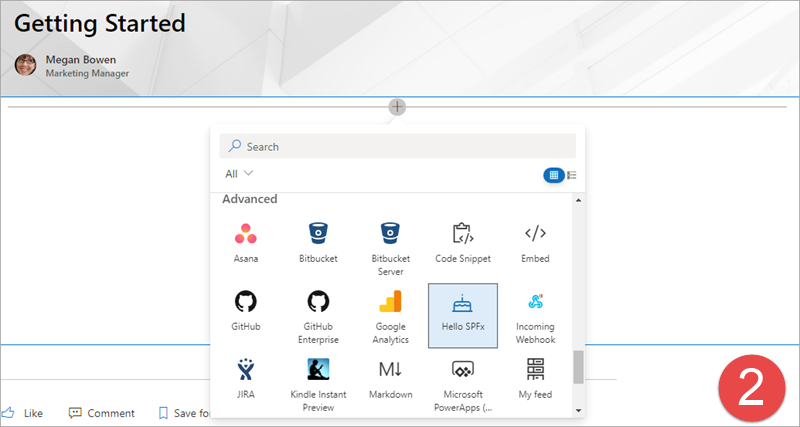 Getting Started
Megan Bowen
Marketing Manager
Search
All
Advanced
Asana
Bitbucket
Bitbucket
Server
Code Snippet
Embed
GitHub
GitHub
Enterprise
Google
Analytics
Hello SPFx
Incoming
Webhook
JIRA
Kindle Instant
Preview
Markdown
Microsoft
PowerApps (...
My feed
Like
Comment
Save for
2